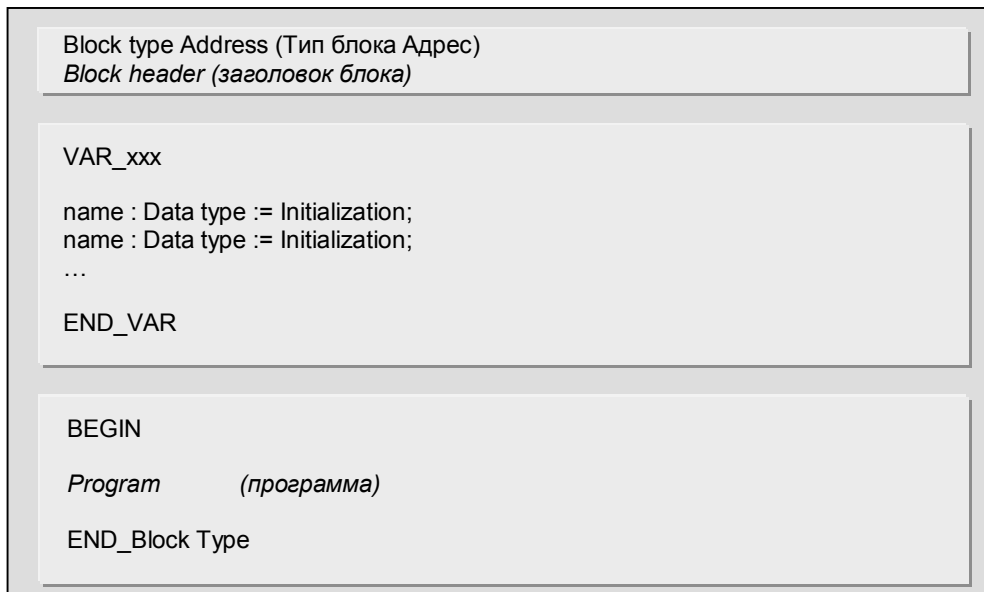 Block type Address (Тип блока Адрес)
Block header (заголовок блока)
VAR_xxx
name : Data type := Initialization;
name : Data type := Initialization;
…
END_VAR
BEGIN
Program (программа)
END_Block Type